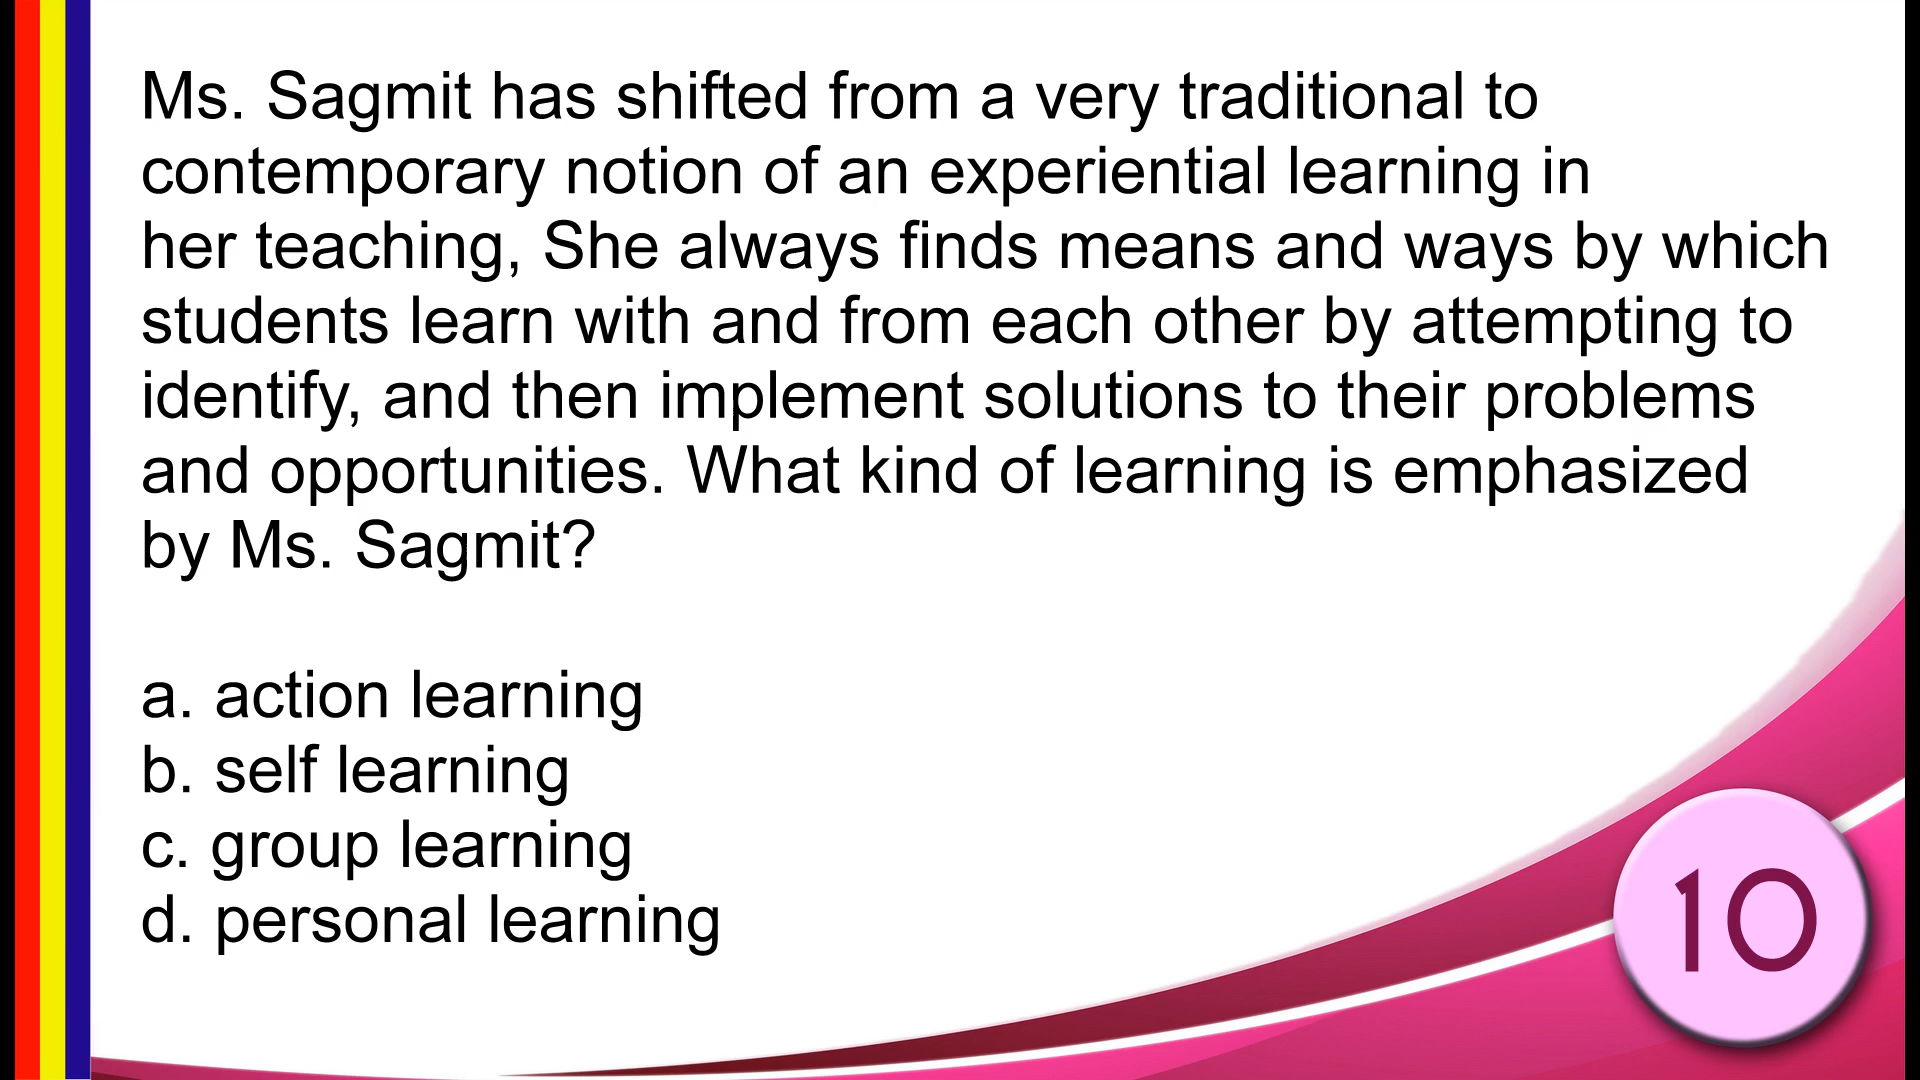 Ms. Sagmit has shifted from a very traditional to
contemporary notion of an experiential learning in
her teaching, She always finds means and ways by which
students learn with and from each other by attempting to
identify, and then implement solutions to their problems
and opportunities. What kind of learning is emphasized
by Ms. Sagmit?
a. action learning
b. self learning
c. group learning
d. personal learning
10